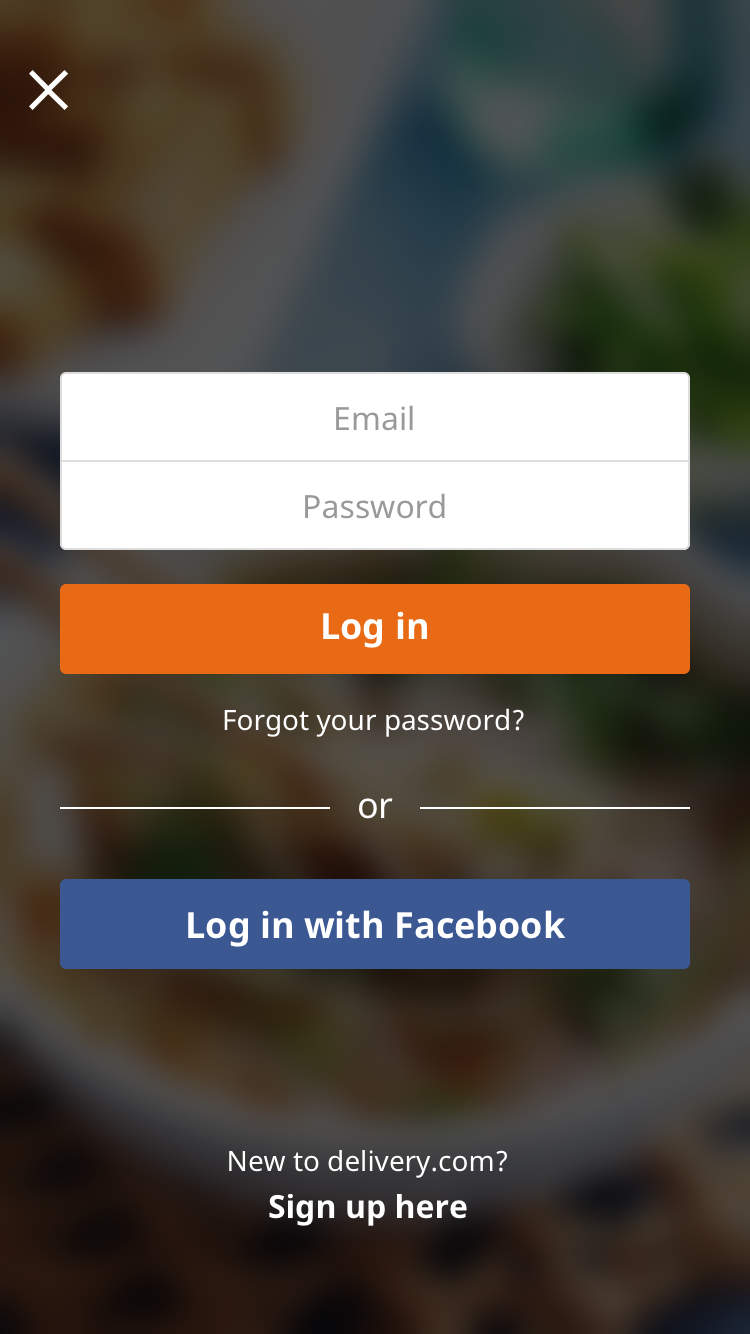 Email
Password
Log in
Forgot your password?
or
Log in with Facebook
New to delivery.com?
Sign up here